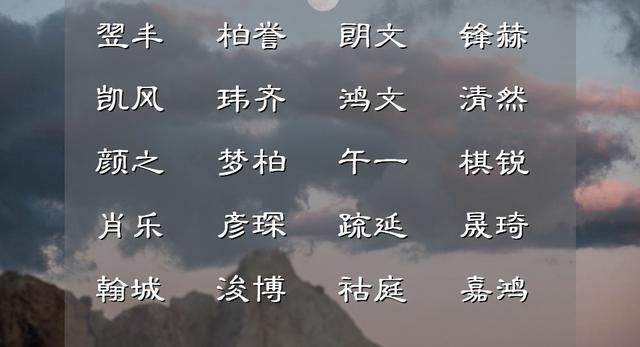 翌丰 柏誉 朗文 锋赫
凯风 玮齐 鸿文 清然
颜之 梦柏 午一 棋锐
肖乐 彦琛 疏延 晟琦
翰城 浚博 祜庭 嘉鸿